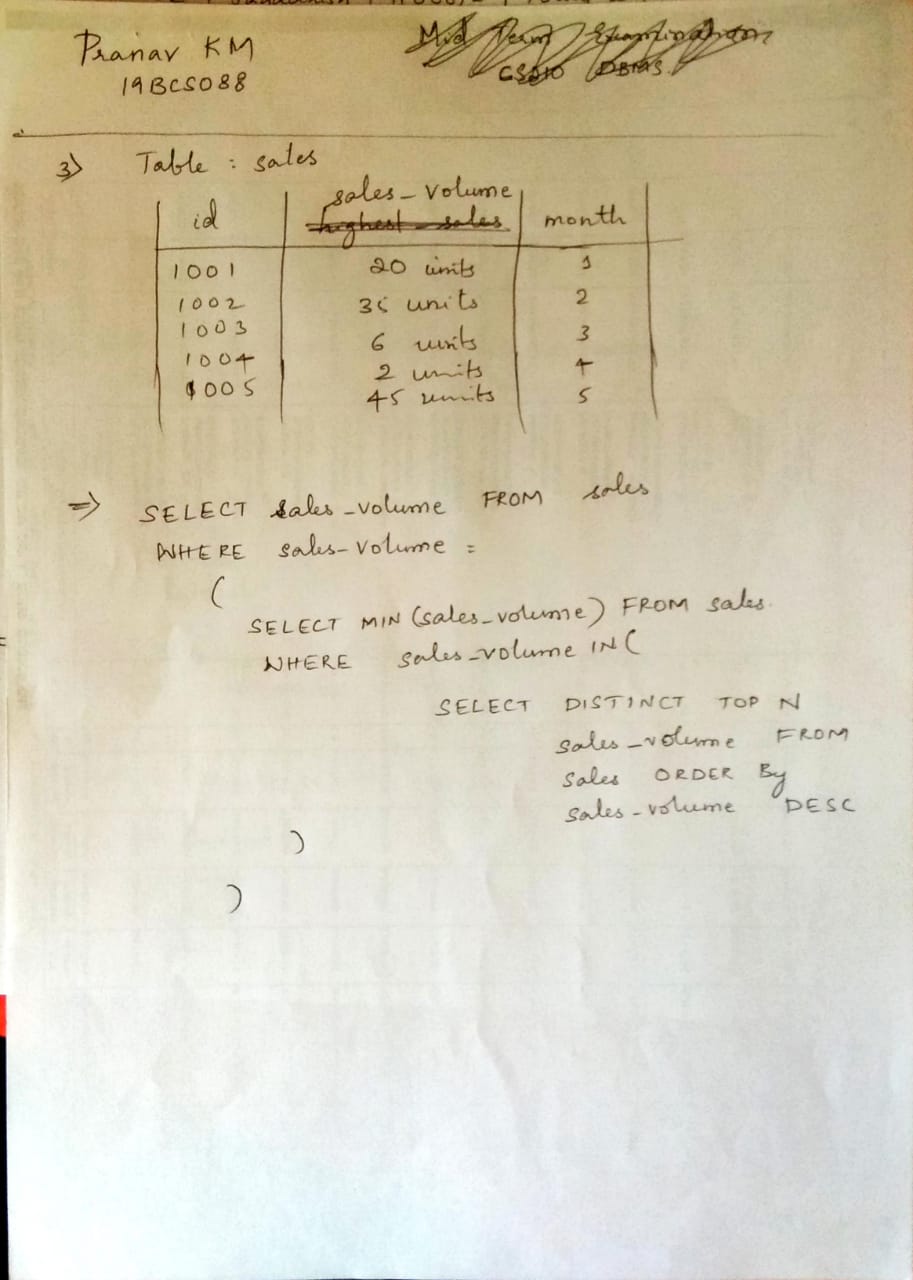 Pranav KM
19BCS088
Mid Term Examination
CS310 DBMS.
3) Table : sales
id sales_volume month
highest-sales
1001 20 units 1
1002 35 units 2
1003 6 units 3
1004 2 units 4
1005 45 units 5
=> SELECT sales_volume FROM sales
WHERE sales_volume =
(
SELECT MIN (sales_volume) FROM sales
WHERE sales_volume IN (
SELECT DISTINCT TOP N
sales_volume FROM
sales ORDER By
sales_volume DESC
)
)